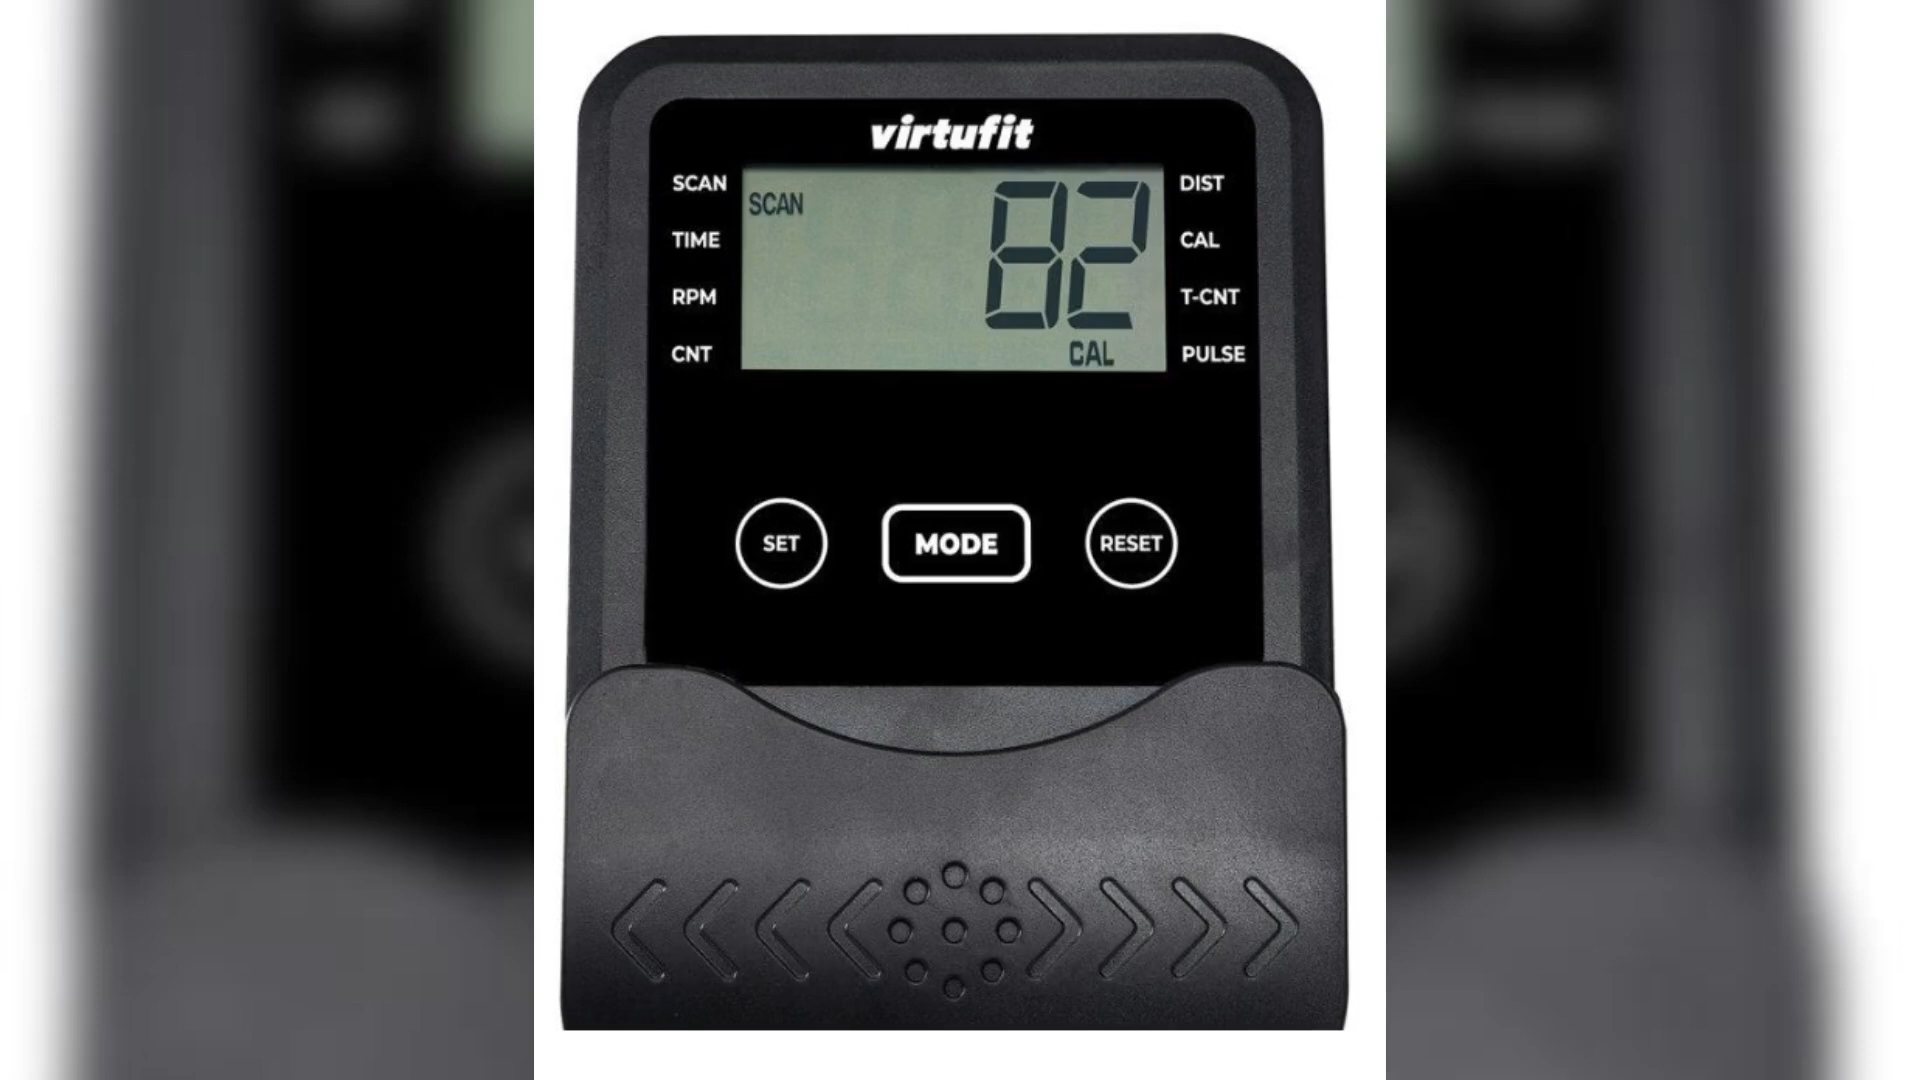 virtufit
SCAN
TIME
RPM
CNT
SCAN
82
CAL
DIST
CAL
T-CNT
PULSE
SET
MODE
RESET